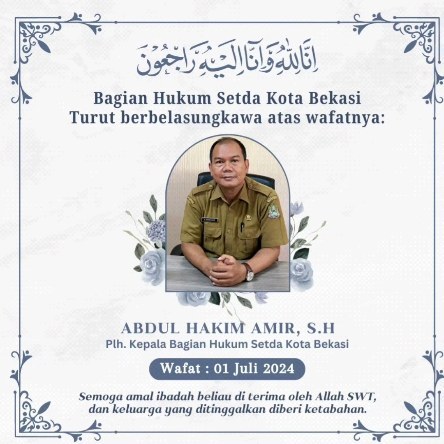 اِنَّالِلّٰهِ وَاِنَّااِلَيْهِ رَاجِعُوْنَ
Bagian Hukum Setda Kota Bekasi
Turut berbelasungkawa atas wafatnya:
ABDUL HAKIM AMIR, S.H
Plh. Kepala Bagian Hukum Setda Kota Bekasi
Wafat : 01 Juli 2024
Semoga amal ibadah beliau di terima oleh Allah SWT,
dan keluarga yang ditinggalkan diberi ketabahan.